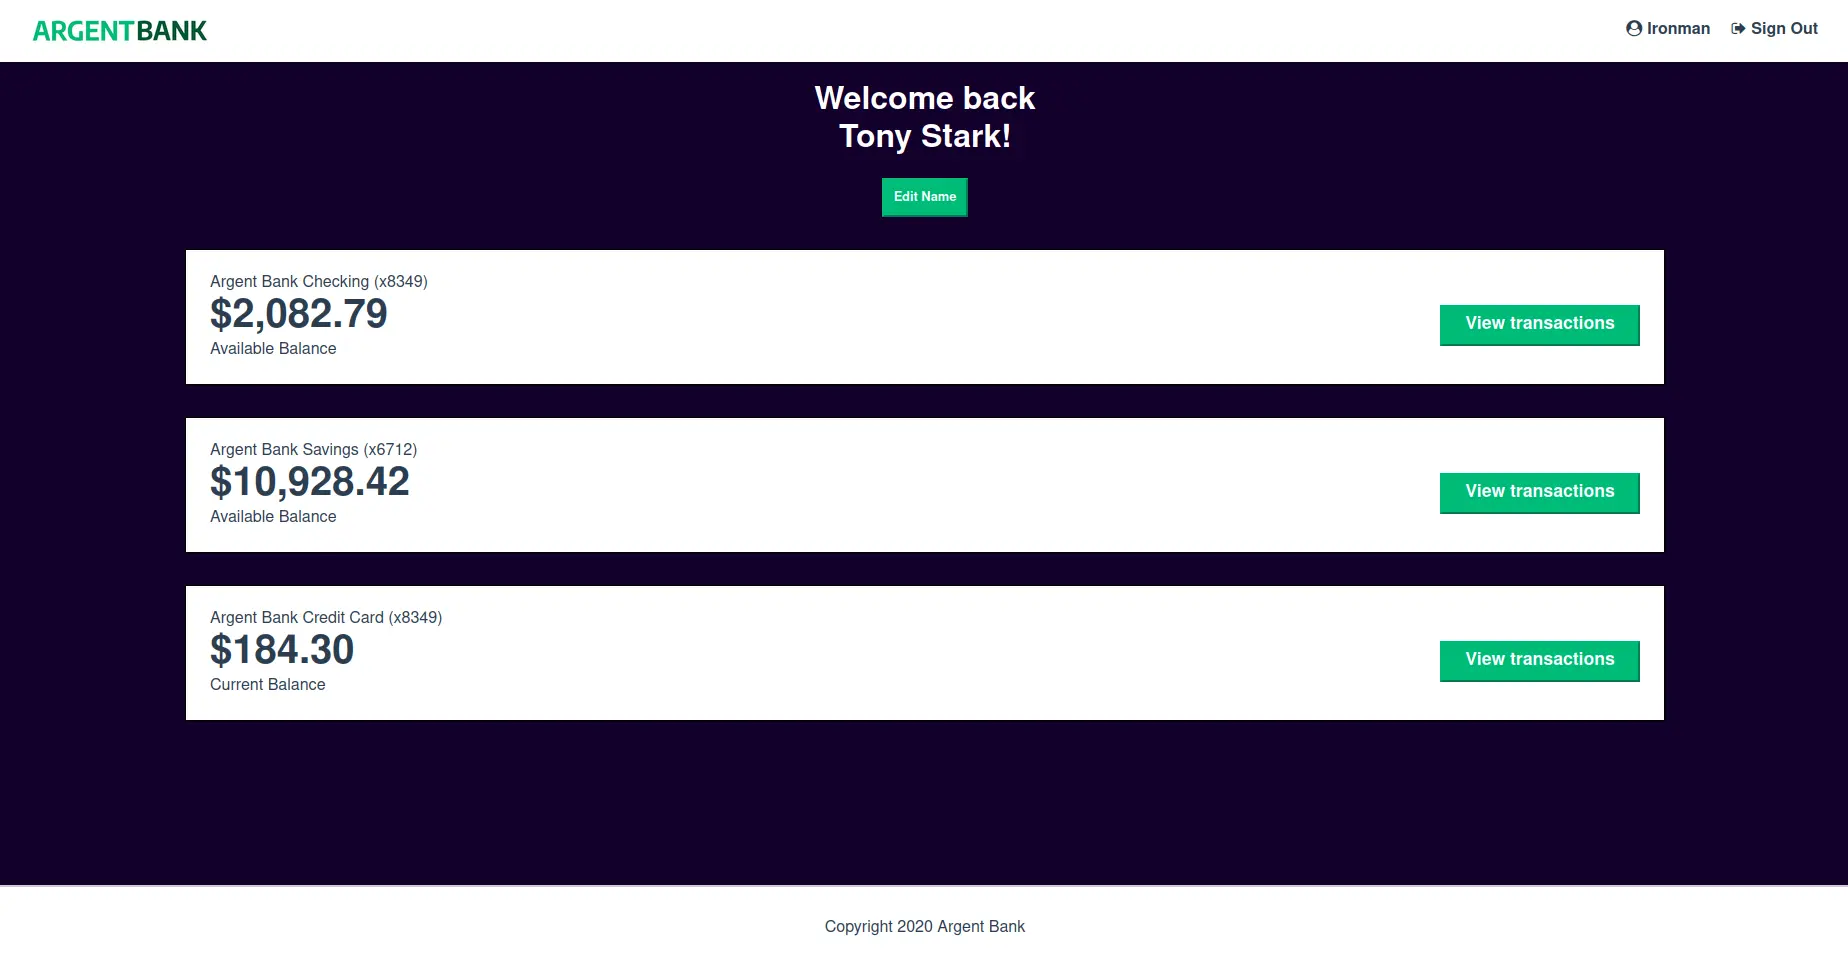 ARGENTBANK
Ironman Sign Out
Welcome back
Tony Stark!
Edit Name
Argent Bank Checking (x8349)
$2,082.79
Available Balance
View transactions
Argent Bank Savings (x6712)
$10,928.42
Available Balance
View transactions
Argent Bank Credit Card (x8349)
$184.30
Current Balance
View transactions
Copyright 2020 Argent Bank